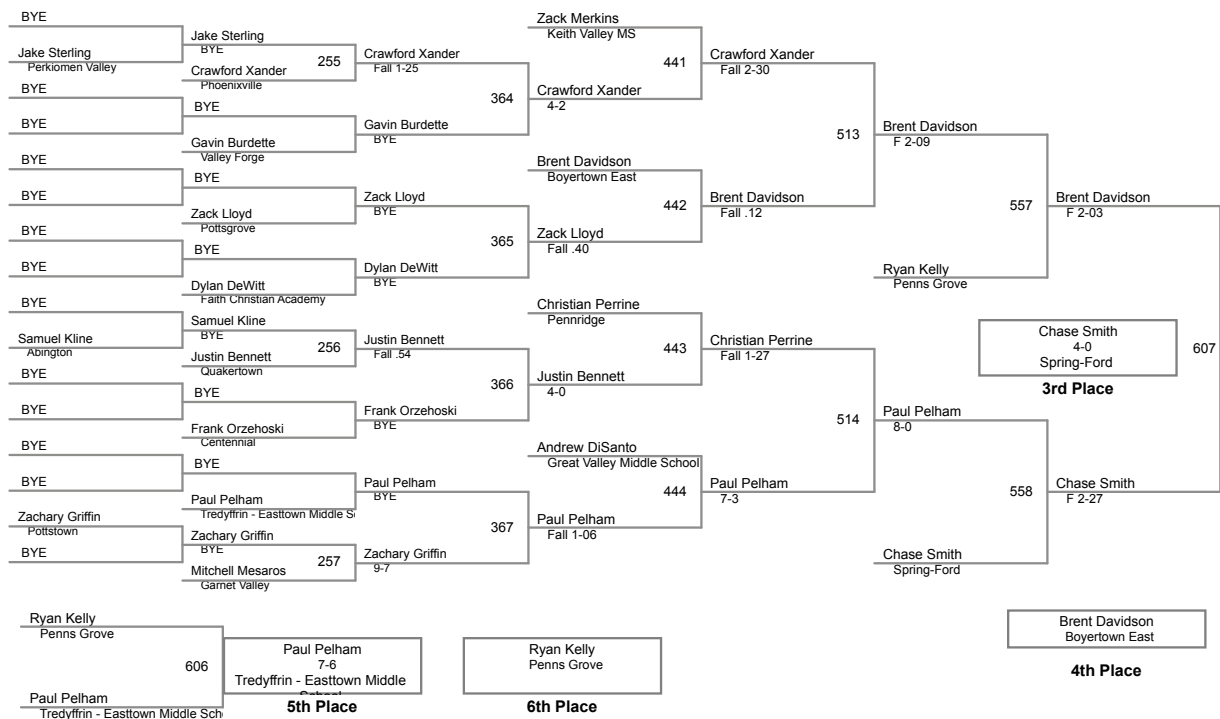 BYE
Jake Sterling
Perkiomen Valley
BYE
BYE
BYE
BYE
BYE
BYE
BYE
Samuel Kline
Abington
BYE
BYE
BYE
BYE
Zachary Griffin
Pottstown
BYE
Jake Sterling
BYE
255
Crawford Xander
Phoenixville
BYE
Gavin Burdette
Valley Forge
BYE
Zack Lloyd
Pottsgrove
BYE
Dylan DeWitt
Faith Christian Academy
Samuel Kline
BYE
256
Justin Bennett
Quakertown
BYE
Frank Orzehoski
Centennial
BYE
Paul Pelham
Tredyffrin - Easttown Middle Sc
Zachary Griffin
BYE
257
Mitchell Mesaros
Garnet Valley
Crawford Xander
Fall 1-25
364
Gavin Burdette
BYE
Zack Lloyd
BYE
365
Dylan DeWitt
BYE
Justin Bennett
Fall .54
366
Frank Orzehoski
BYE
Paul Pelham
BYE
367
Zachary Griffin
9-7
Zack Merkins
Keith Valley MS
441
Crawford Xander
4-2
Brent Davidson
Boyertown East
442
Zack Lloyd
Fall .40
Christian Perrine
Pennridge
443
Justin Bennett
4-0
Andrew DiSanto
Great Valley Middle School
444
Paul Pelham
Fall 1-06
Crawford Xander
Fall 2-30
513
Brent Davidson
Fall .12
Christian Perrine
Fall 1-27
514
Paul Pelham
7-3
Brent Davidson
F 2-09
557
Ryan Kelly
Penns Grove
Paul Pelham
8-0
558
Chase Smith
Spring-Ford
Brent Davidson
F 2-03
Chase Smith
4-0
Spring-Ford
607
3rd Place
Chase Smith
F 2-27
Ryan Kelly
Penns Grove
606
Paul Pelham
Tredyffrin - Easttown Middle Sch
Paul Pelham
7-6
Tredyffrin - Easttown Middle
School
5th Place
Ryan Kelly
Penns Grove
6th Place
Brent Davidson
Boyertown East
4th Place